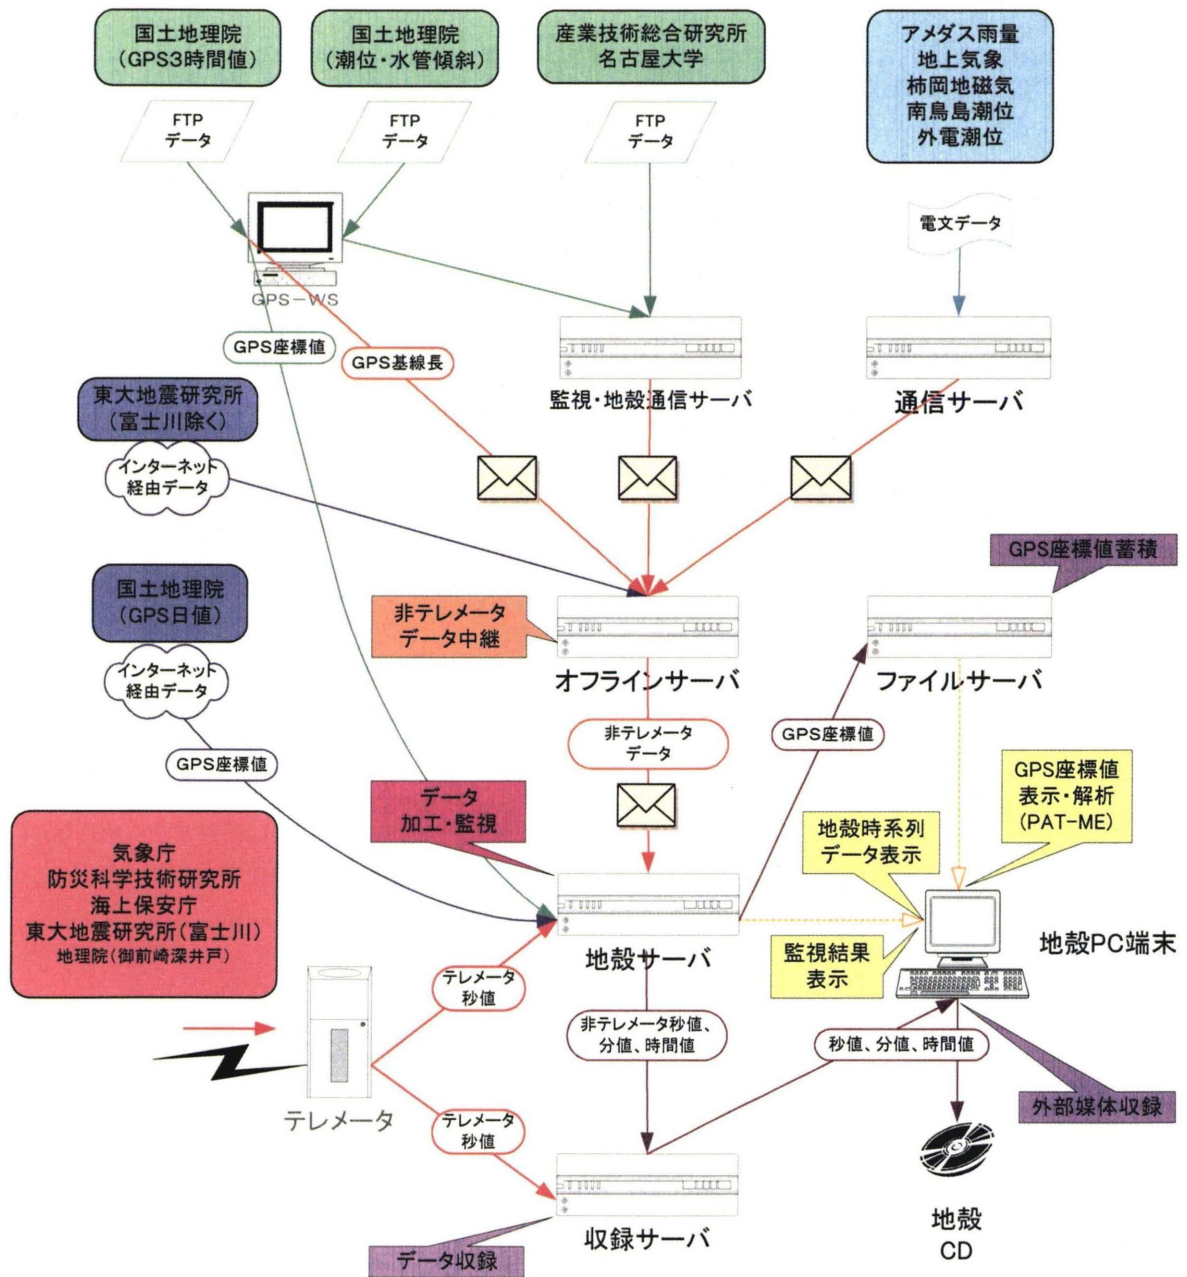 国土地理院
(GPS3時間値)
国土地理院
(潮位・水管傾斜)
産業技術総合研究所
名古屋大学
アメダス雨量
地上気象
柿岡地磁気
南鳥島潮位
外電潮位
FTP
データ
FTP
データ
FTP
データ
電文データ
GPS-WS
GPS座標値
GPS基線長
監視・地殻通信サーバ
通信サーバ
東大地震研究所
(富士川除く)
インターネット
経由データ
GPS座標値蓄積
国土地理院
(GPS日値)
インターネット
経由データ
非テレメータ
データ中継
オフラインサーバ
ファイルサーバ
GPS座標値
非テレメータ
データ
GPS座標値
データ
加工・監視
GPS座標値
表示・解析
(PAT-ME)
地殻時系列
データ表示
気象庁
防災科学技術研究所
海上保安庁
東大地震研究所(富士川)
地理院(御前崎深井戸)
地殻サーバ
監視結果
表示
地殻PC端末
テレメータ
秒値
非テレメータ秒値、
分値、時間値
秒値、分値、時間値
テレメータ
テレメータ
秒値
外部媒体収録
収録サーバ
データ収録
地殻
CD